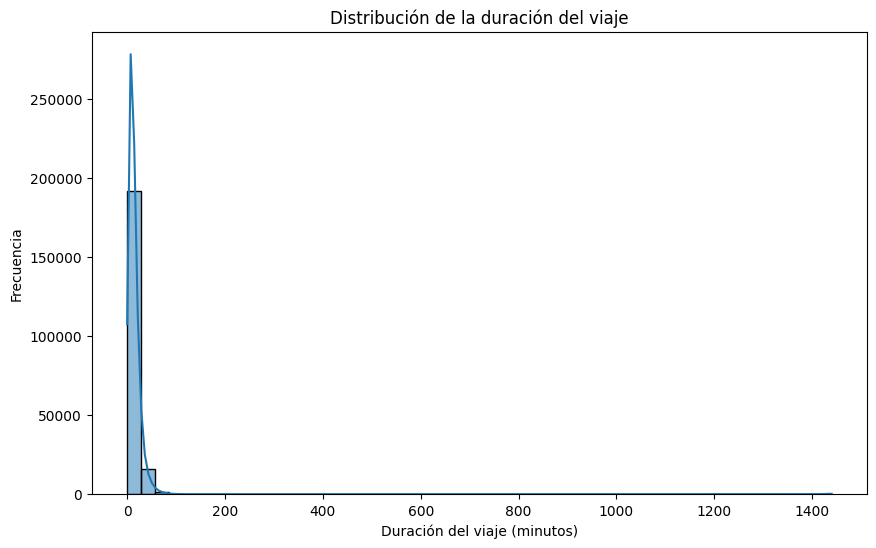 Distribución de la duración del viaje
Frecuencia
250000
200000
150000
100000
50000
0
0 200 400 600 800 1000 1200 1400
Duración del viaje (minutos)